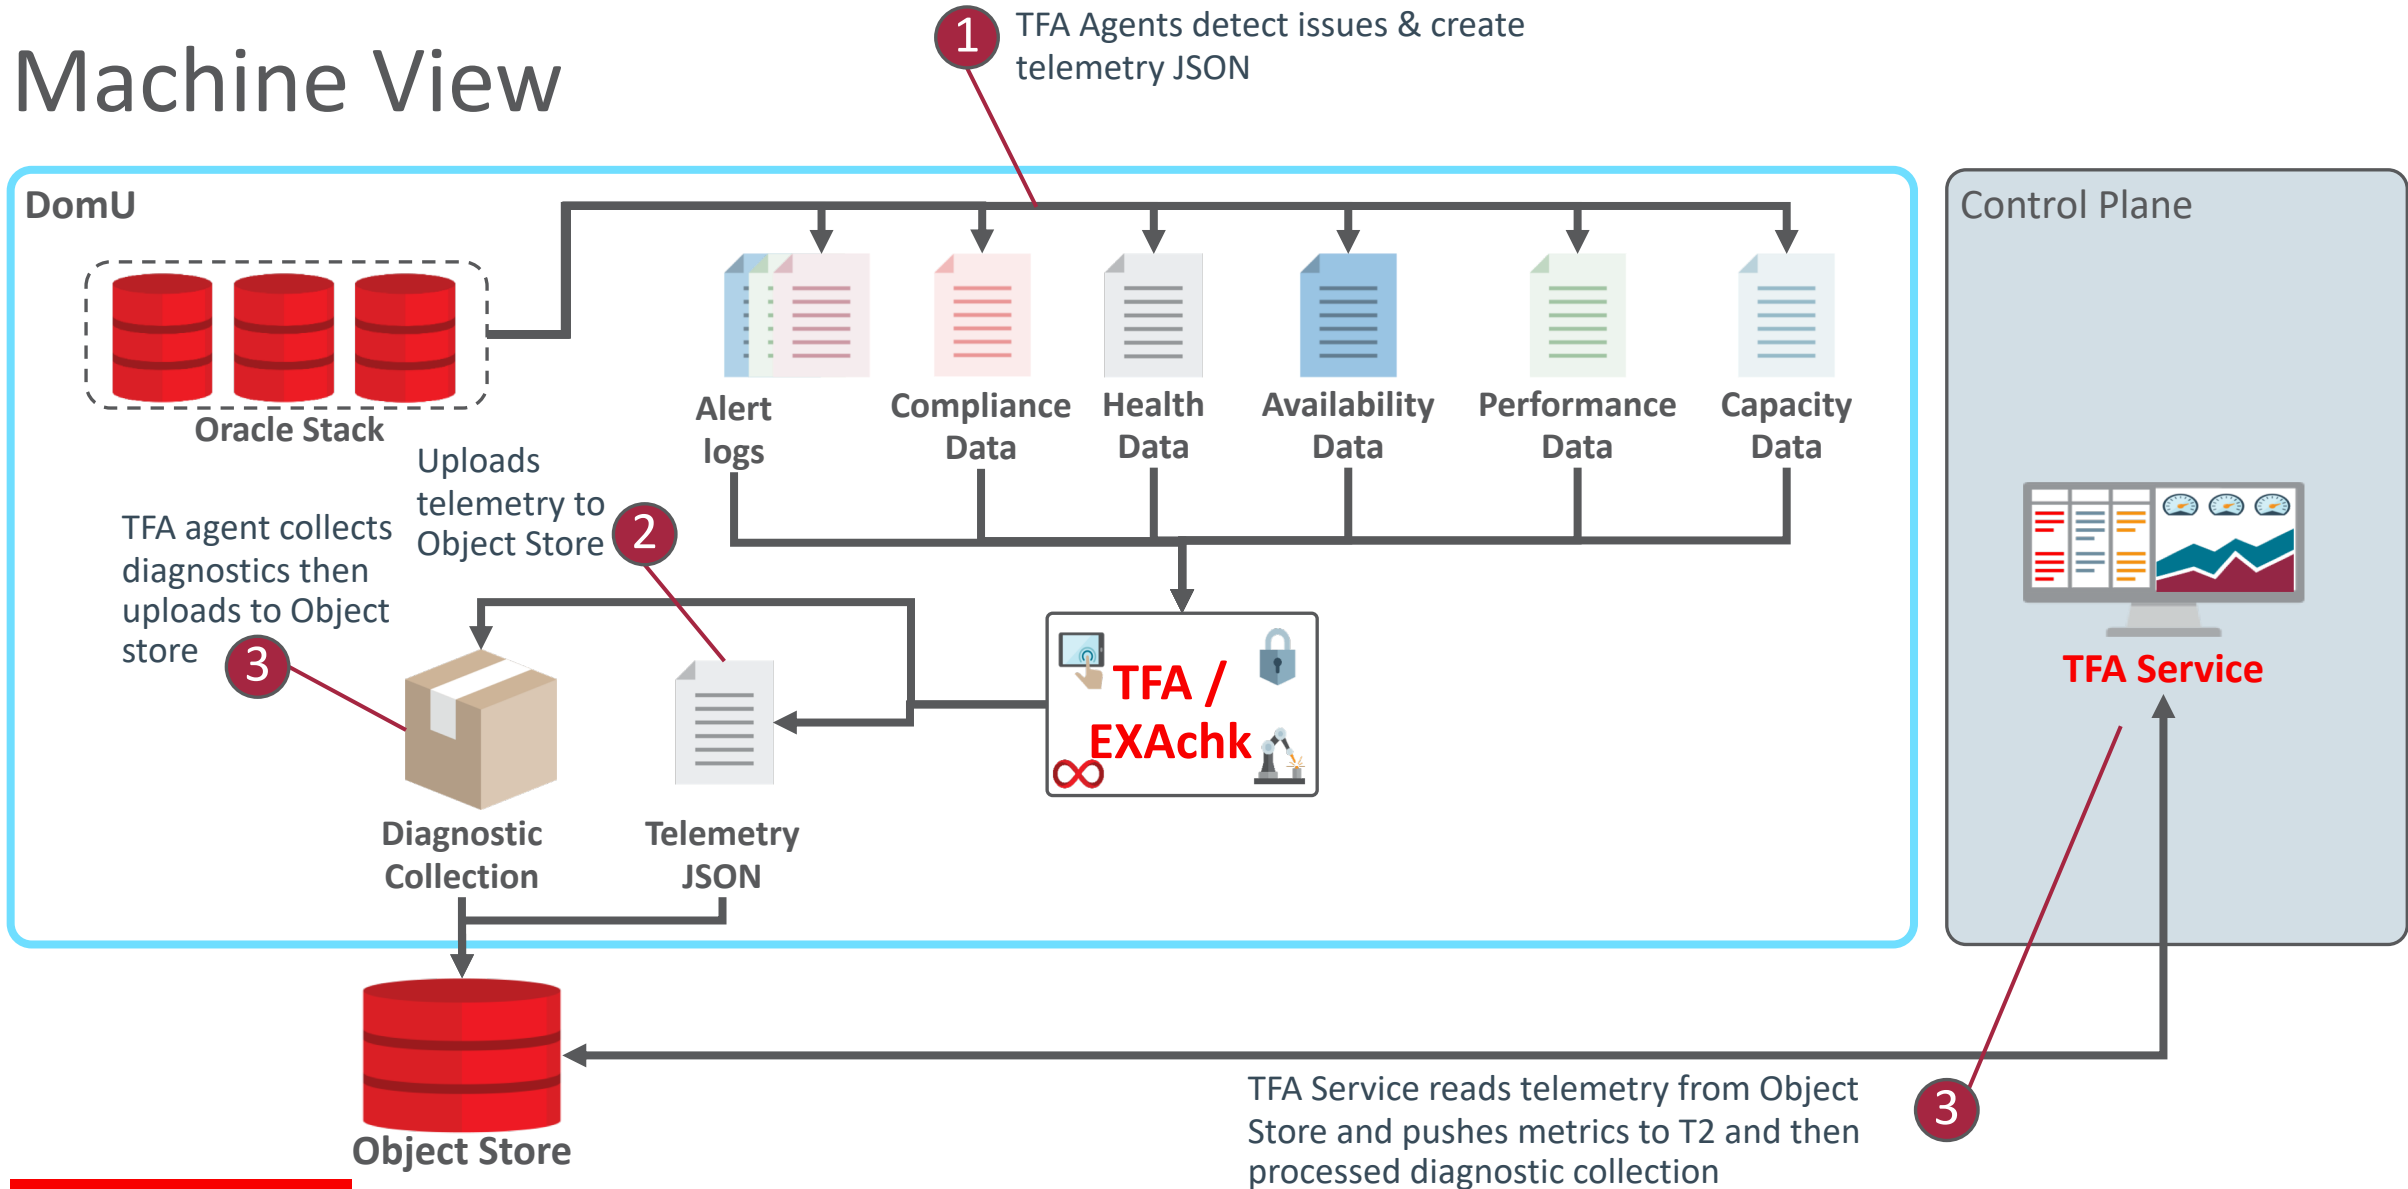 Machine View
1
TFA Agents detect issues & create
telemetry JSON
DomU
Control Plane
Oracle Stack
Alert
logs
Compliance
Data
Health
Data
Availability
Data
Performance
Data
Capacity
Data
Uploads
telemetry to
Object Store
2
TFA agent collects
diagnostics then
uploads to Object
store
3
TFA /
EXAchk
TFA Service
Diagnostic
Collection
Telemetry
JSON
Object Store
TFA Service reads telemetry from Object
Store and pushes metrics to T2 and then
processed diagnostic collection
3